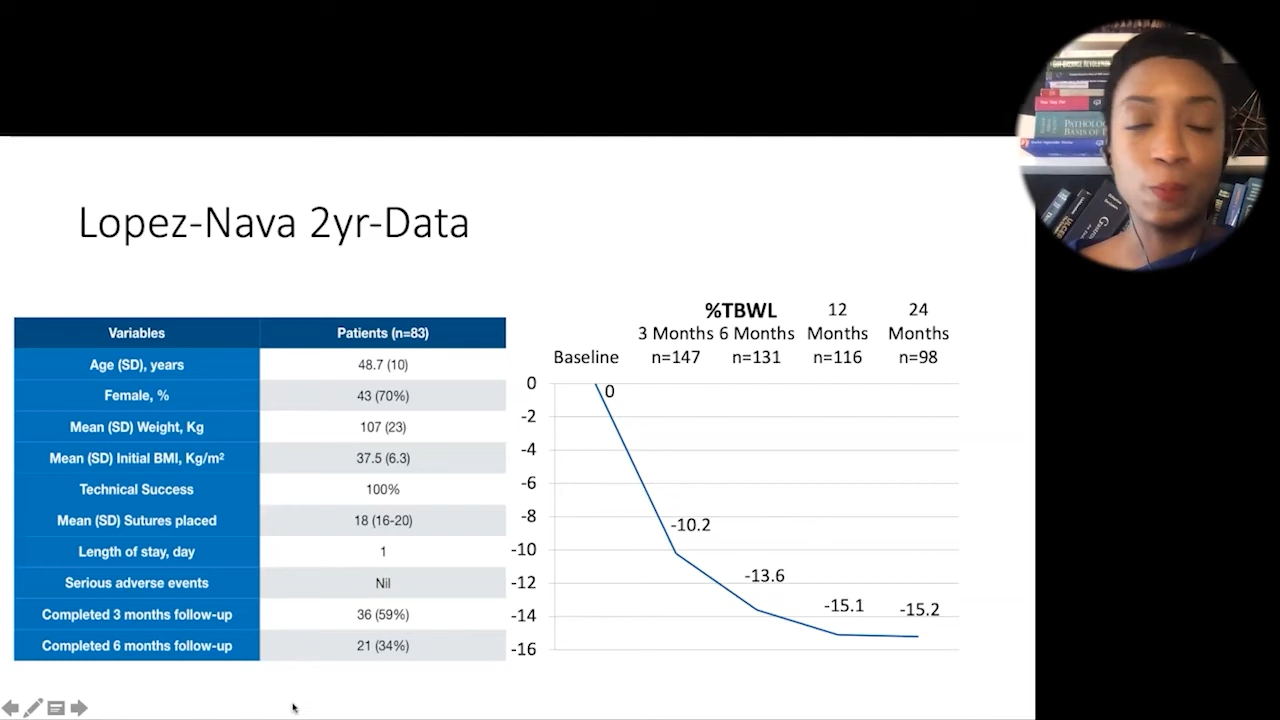 Lopez-Nava 2yr-Data
Variables Patients (n=83)
Age (SD), years 48.7 (10)
Female, % 43 (70%)
Mean (SD) Weight, Kg 107 (23)
Mean (SD) Initial BMI, Kg/m² 37.5 (6.3)
Technical Success 100%
Mean (SD) Sutures placed 18 (16-20)
Length of stay, day 1
Serious adverse events Nil
Completed 3 months follow-up 36 (59%)
Completed 6 months follow-up 21 (34%)
%TBWL
Baseline
3 Months
n=147
6 Months
n=131
12
Months
n=116
24
Months
n=98
0
-2
-4
-6
-8
-10
-12
-14
-16
0
-10.2
-13.6
-15.1
-15.2
BASIS OF